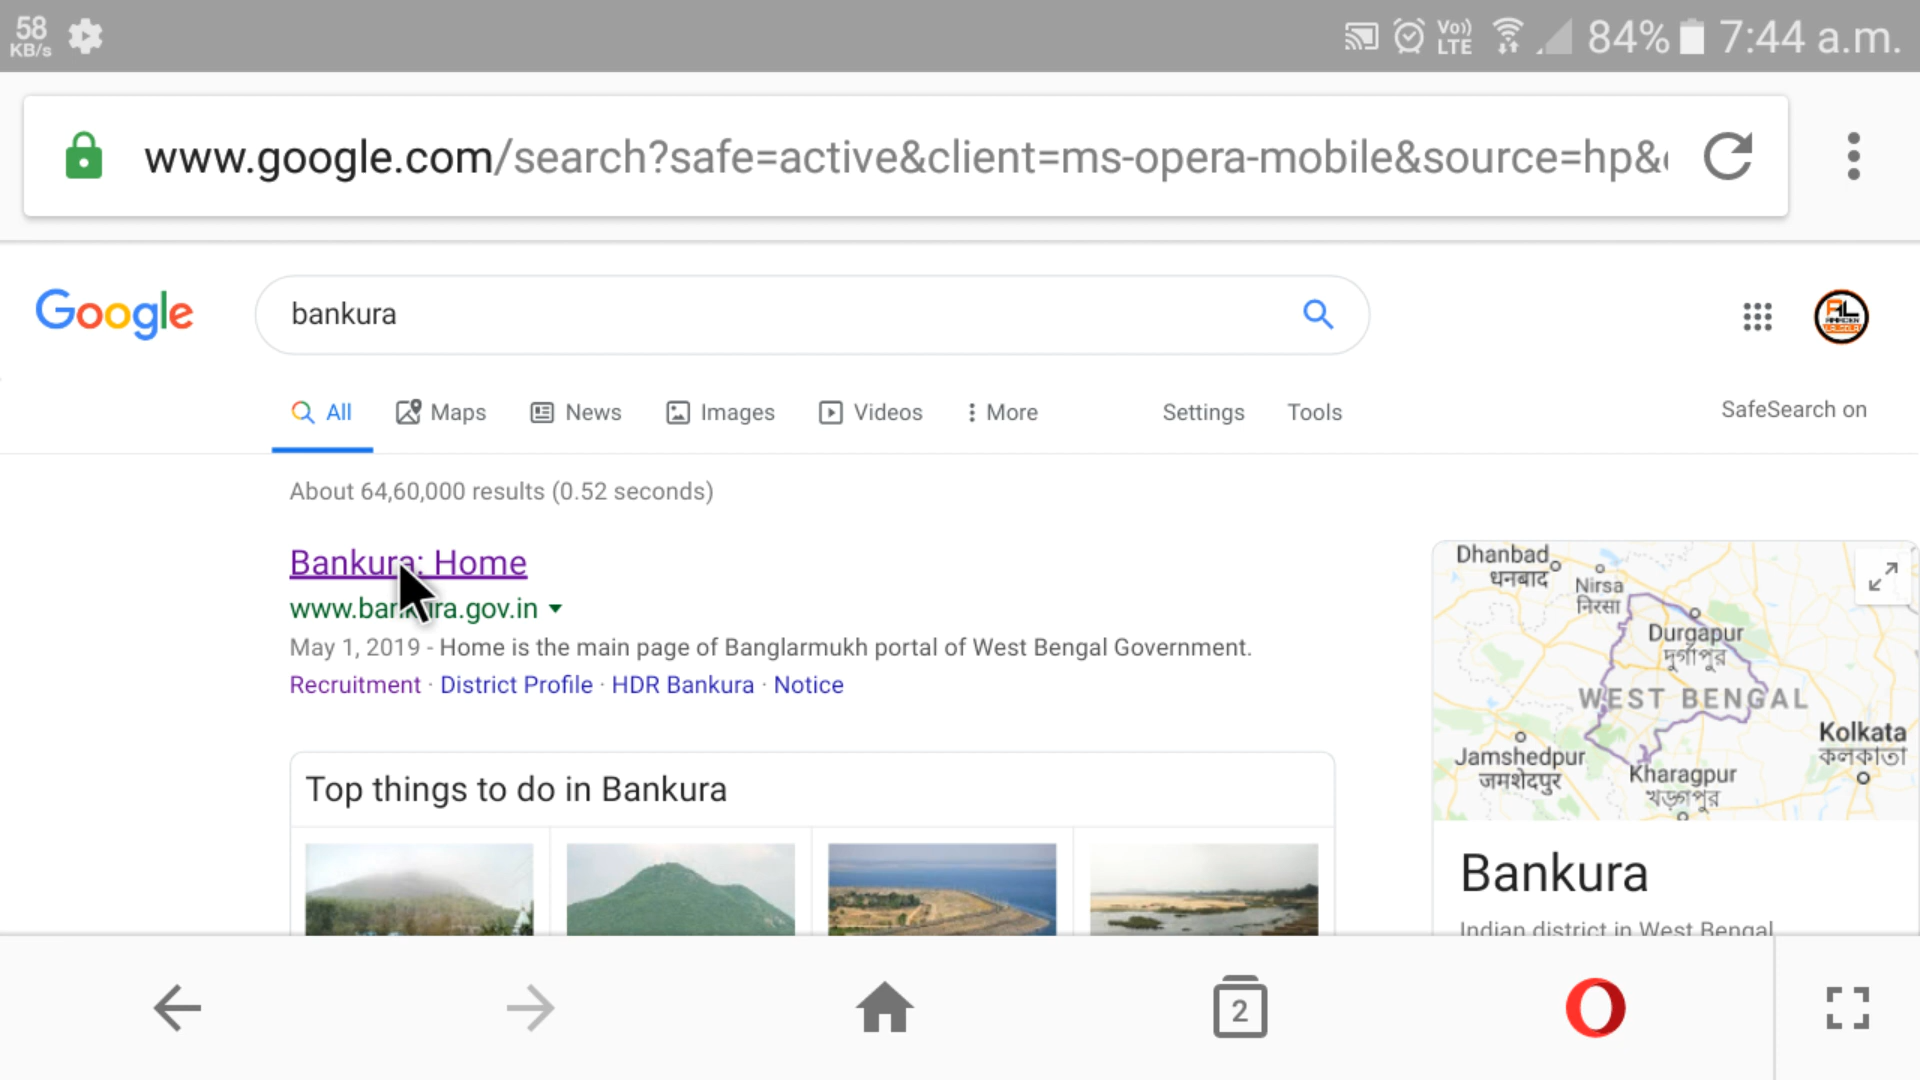 58
KB/s
Vo))
LTE
84%
7:44 a.m.
www.google.com/search?safe=active&client=ms-opera-mobile&source=hp&
Google
bankura
All
Maps
News
Images
Videos
More
Settings
Tools
SafeSearch on
About 64,60,000 results (0.52 seconds)
Bankura: Home
www.bankura.gov.in
May 1, 2019 - Home is the main page of Banglarmukh portal of West Bengal Government.
Recruitment · District Profile · HDR Bankura · Notice
Top things to do in Bankura
Dhanbad
धनबाद
Nirsa
निरसा
Durgapur
দুর্গাপুর
WEST BENGAL
Kolkata
কলকাতা
Jamshedpur
जमशेदपुर
Kharagpur
খড়্গপুর
Bankura
Indian district in West Bengal
2